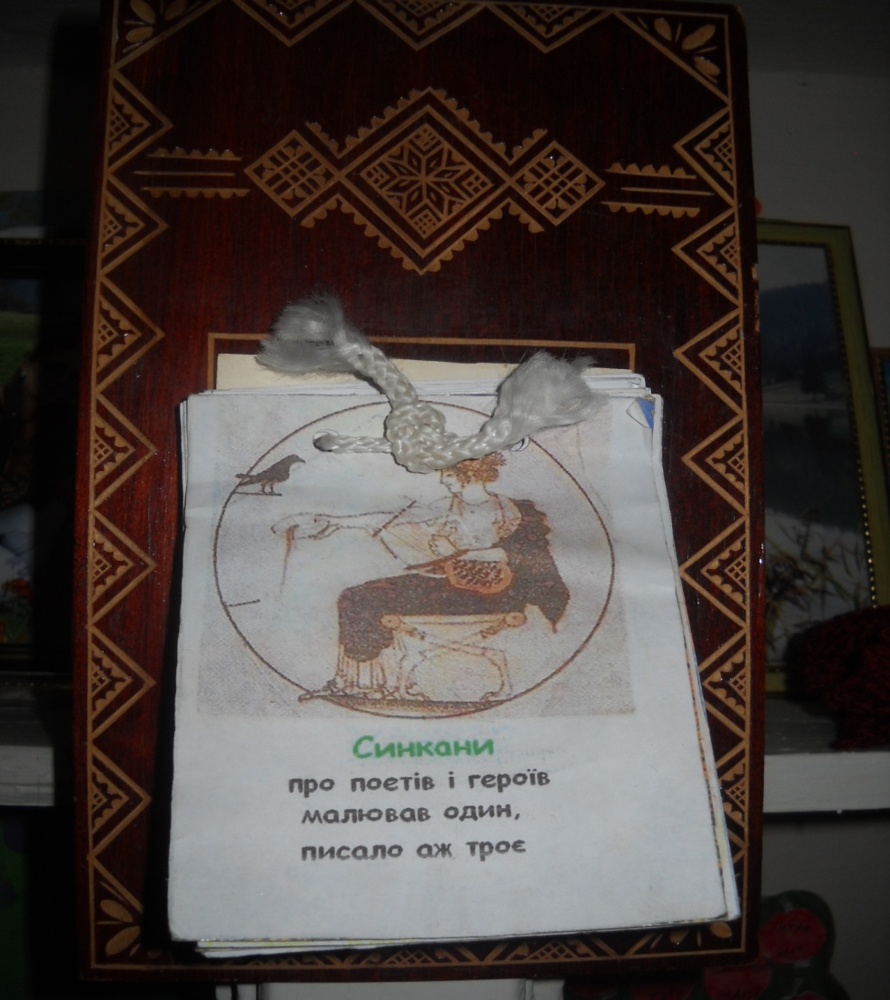 Синкани
про поетів і героїв
малював один,
писало аж троє